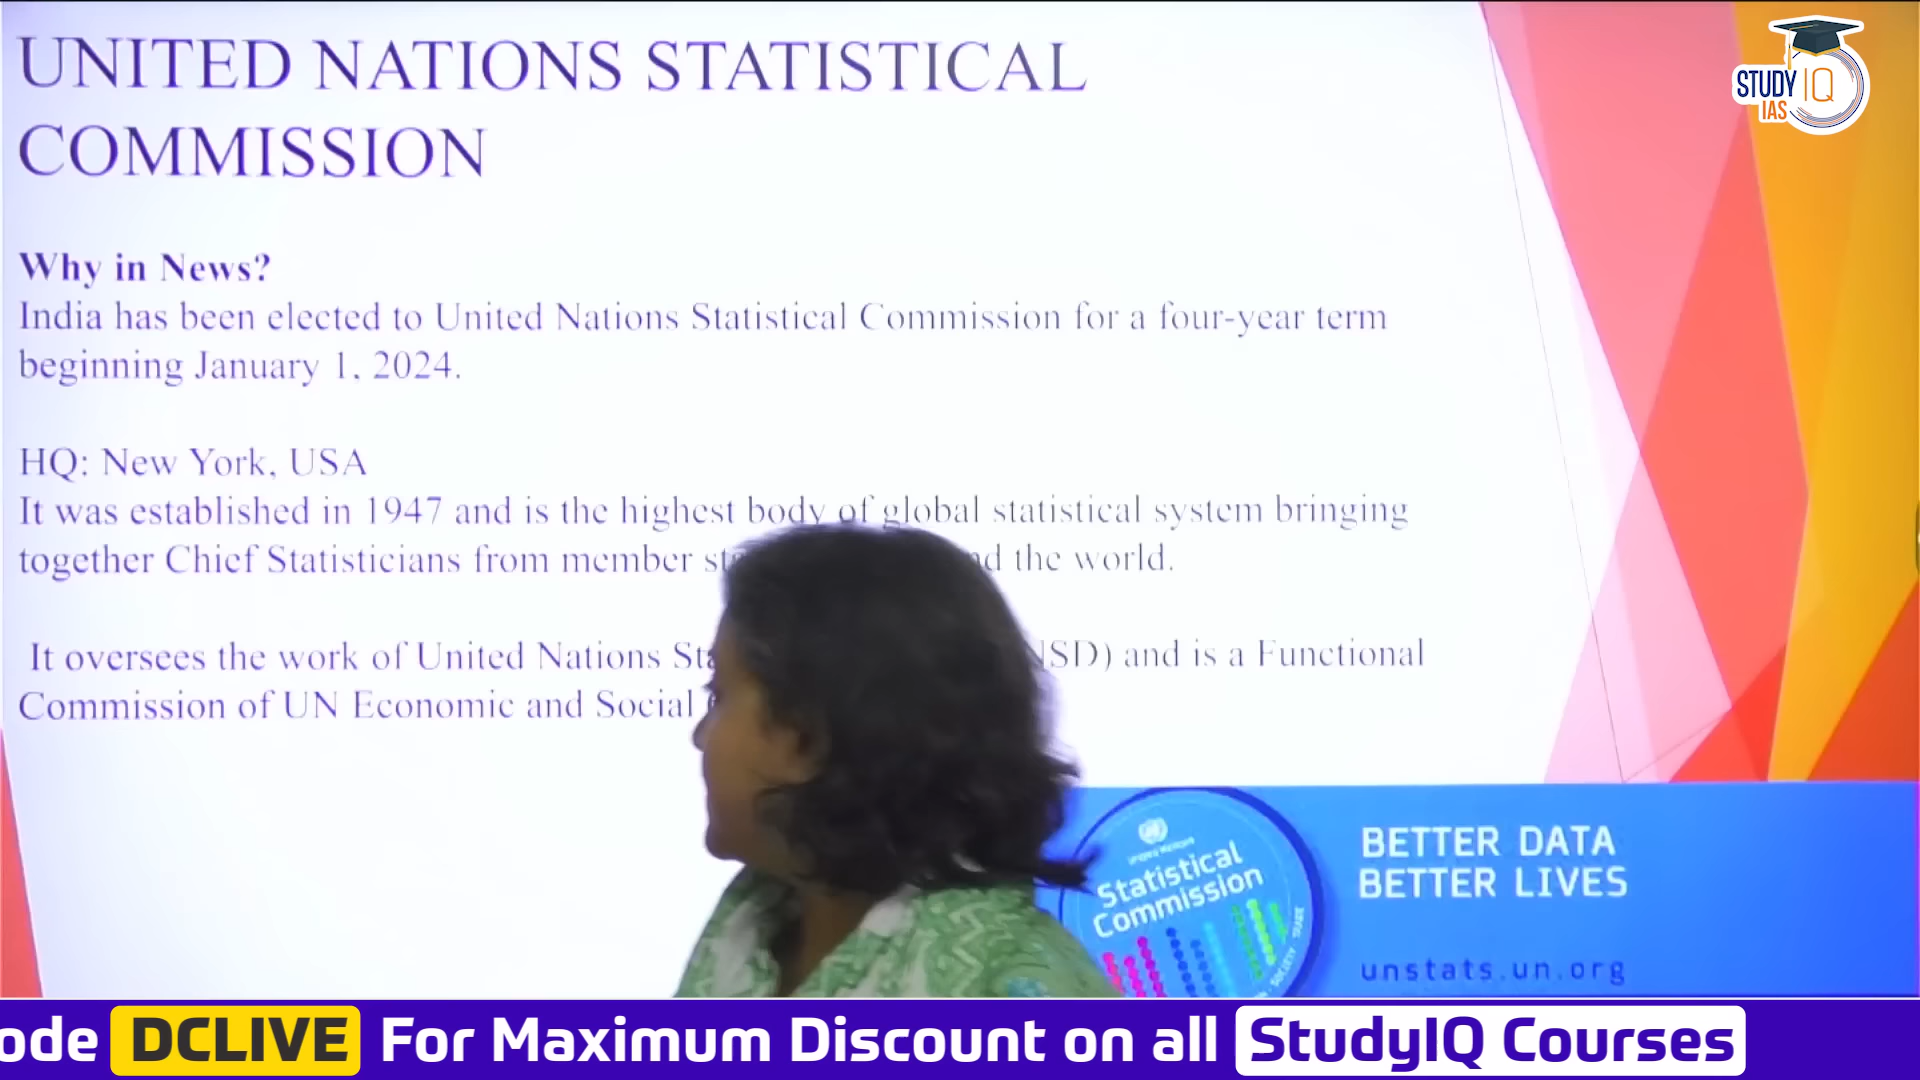 UNITED NATIONS STATISTICAL
COMMISSION
STUDY IQ
IAS
Why in News?
India has been elected to United Nations Statistical Commission for a four-year term
beginning January 1, 2024.
HQ: New York, USA
It was established in 1947 and is the highest body of global statistical system bringing
together Chief Statisticians from member the world.
It oversees the work of United Nations and is a Functional
Commission of UN Economic and Social
Statistical
Commission
BETTER DATA
BETTER LIVES
unstats.un.org
DCLIVE For Maximum Discount on all StudyIQ Courses